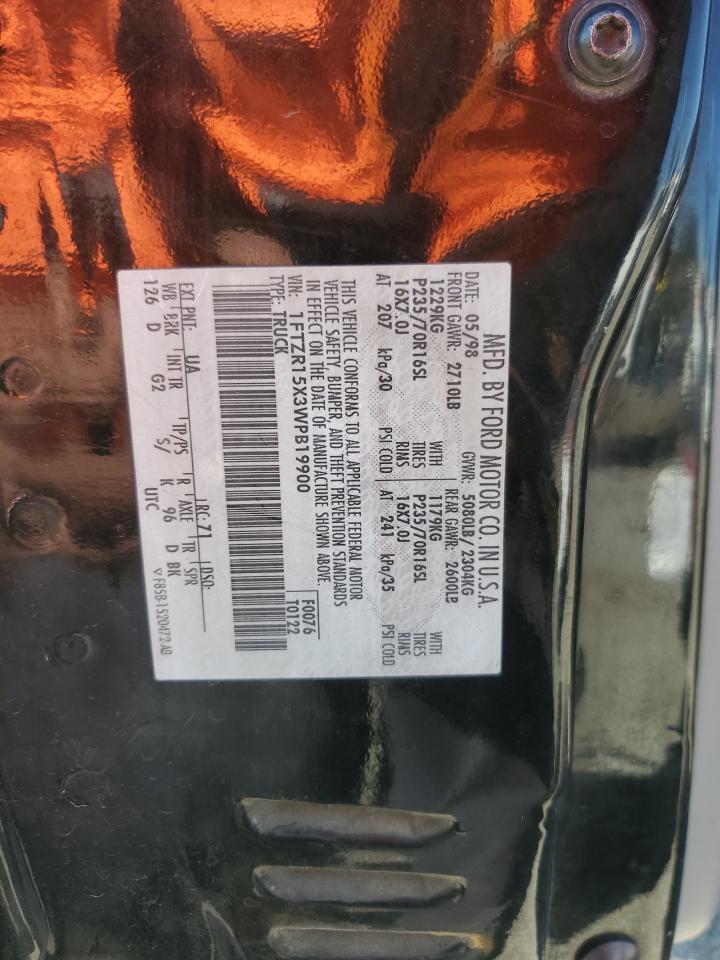 MFD. BY FORD MOTOR CO. IN U.S.A.
DATE: 05/98 GVWR: 5080LB/2304KG
FRONT GAWR: 2710LB REAR GAWR: 2600LB
1229KG WITH 1179KG WITH
P235/70R16SL TIRES P235/70R16SL TIRES
16X7.0J RIMS 16X7.0J RIMS
AT 207 kPa/30 PSI COLD AT 241 kPa/35 PSI COLD
THIS VEHICLE CONFORMS TO ALL APPLICABLE FEDERAL MOTOR
VEHICLE SAFETY, BUMPER, AND THEFT PREVENTION STANDARDS
IN EFFECT ON THE DATE OF MANUFACTURE SHOWN ABOVE.
VIN: 1FTZR15X3WPB19900 F0076
TYPE: TRUCK T0122
EXT PNT: UA RC: 71 DSO:
WB BRK INT TR TP/PS R AXLE TR SPR
126 D G2 S/ K 96 D BK
UTC ▽ F85B-1520472-AB